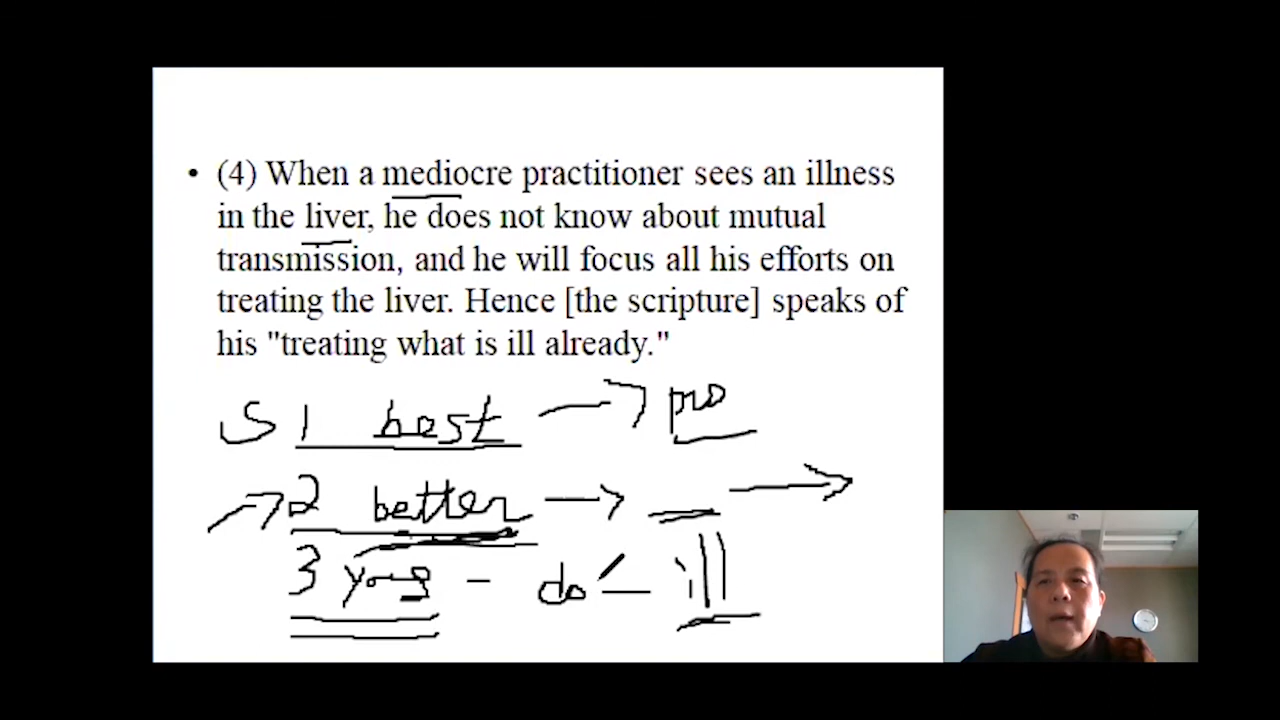 • (4) When a mediocre practitioner sees an illness
in the liver, he does not know about mutual
transmission, and he will focus all his efforts on
treating the liver. Hence [the scripture] speaks of
his "treating what is ill already."
S 1 best → pro
→ 2 better → →
3 - do ill